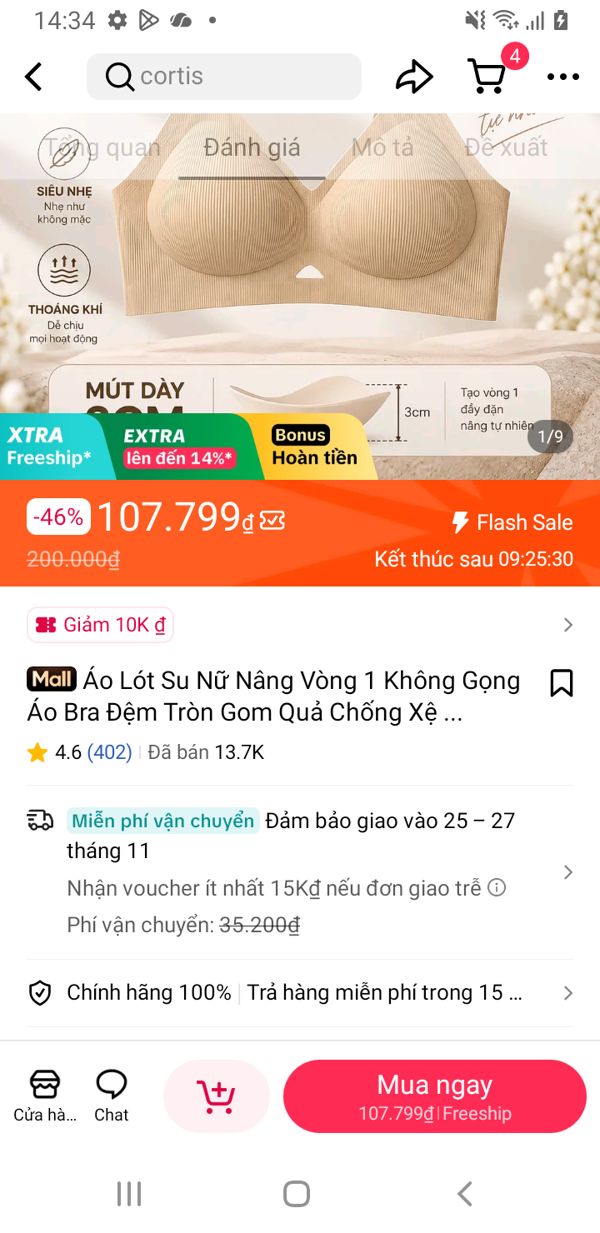 14:34
4
cortis
Tự nhi
Tổng quan Đánh giá Mô tả Đề xuất
SIÊU NHẸ
Nhẹ như
không mặc
THOÁNG KHÍ
Dễ chịu
mọi hoạt động
MÚT DÀY
3CM
3cm
Tạo vòng 1
đầy đặn
nâng tự nhiên
1/9
XTRA
Freeship*
EXTRA
lên đến 14%*
Bonus
Hoàn tiền
-46% 107.799₫
Flash Sale
200.000₫
Kết thúc sau 09:25:30
Giảm 10K ₫
Mall Áo Lót Su Nữ Nâng Vòng 1 Không Gọng
Áo Bra Đệm Tròn Gom Quả Chống Xệ ...
4.6 (402) Đã bán 13.7K
Miễn phí vận chuyển Đảm bảo giao vào 25 – 27
tháng 11
Nhận voucher ít nhất 15K₫ nếu đơn giao trễ
Phí vận chuyển: 35.200₫
Chính hãng 100% Trả hàng miễn phí trong 15 ...
Cửa hà...
Chat
Mua ngay
107.799₫ Freeship